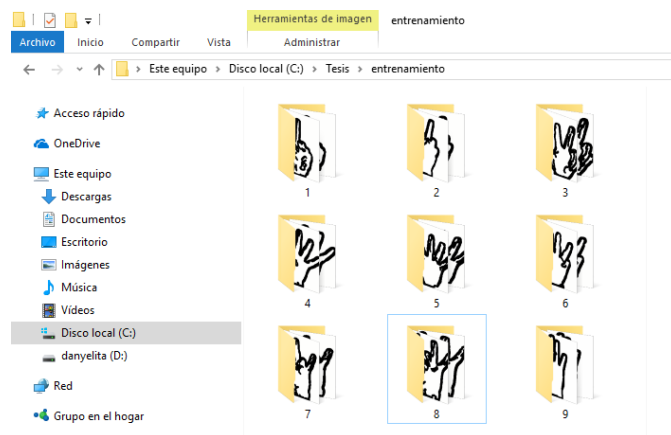 Herramientas de imagen entrenamiento
Archivo Inicio Compartir Vista Administrar
Este equipo > Disco local (C:) > Tesis > entrenamiento
Acceso rápido
OneDrive
Este equipo
Descargas
Documentos
Escritorio
Imágenes
Música
Vídeos
Disco local (C:)
danyelita (D:)
Red
Grupo en el hogar
1 2 3
4 5 6
7 8 9